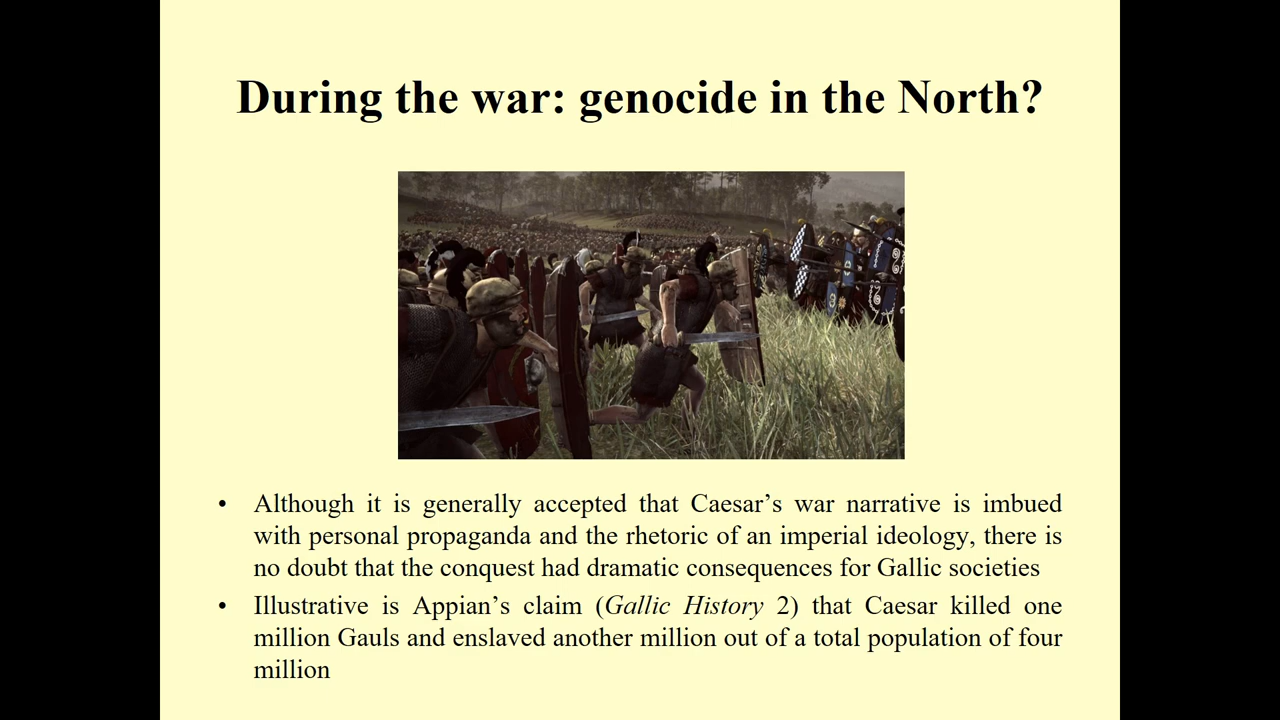 During the war: genocide in the North?
• Although it is generally accepted that Caesar’s war narrative is imbued
with personal propaganda and the rhetoric of an imperial ideology, there is
no doubt that the conquest had dramatic consequences for Gallic societies
• Illustrative is Appian’s claim (Gallic History 2) that Caesar killed one
million Gauls and enslaved another million out of a total population of four
million